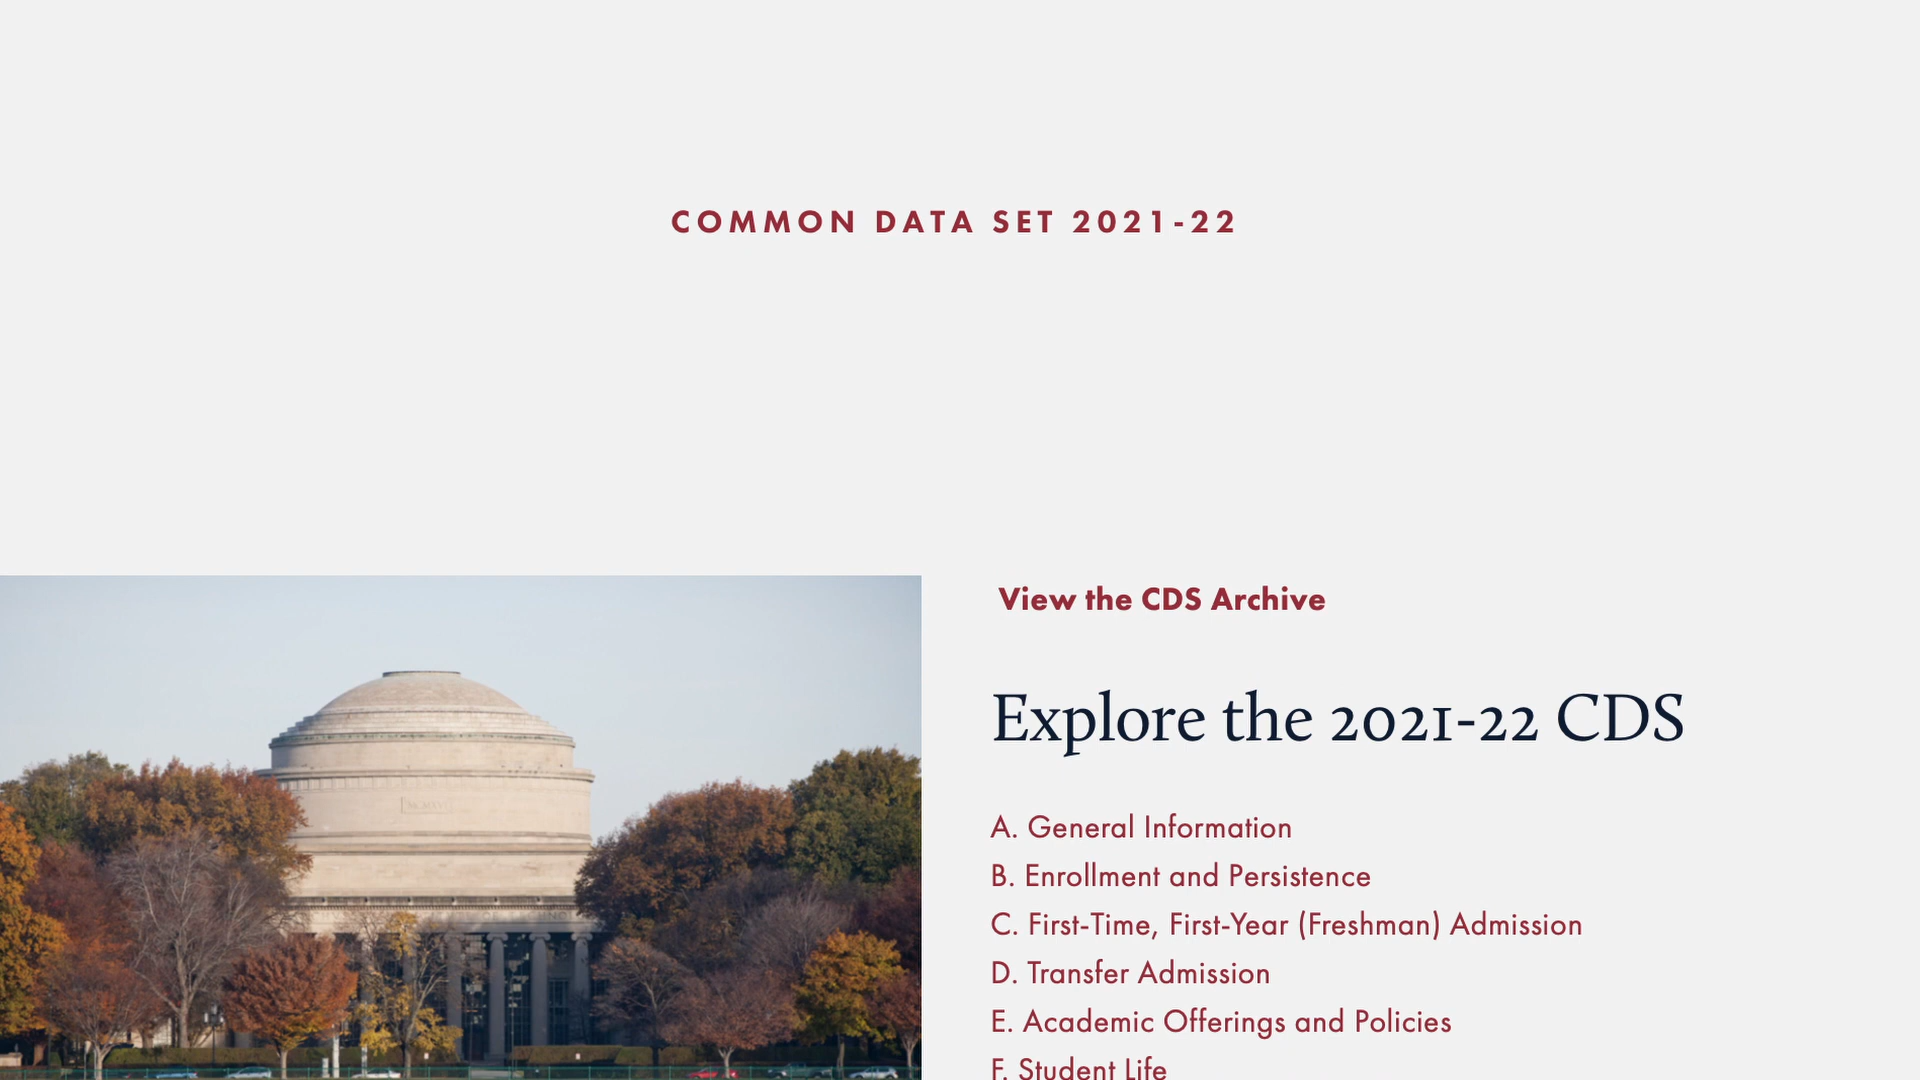 COMMON DATA SET 2021-22
View the CDS Archive
Explore the 2021-22 CDS
A. General Information
B. Enrollment and Persistence
C. First-Time, First-Year (Freshman) Admission
D. Transfer Admission
E. Academic Offerings and Policies
F. Student Life